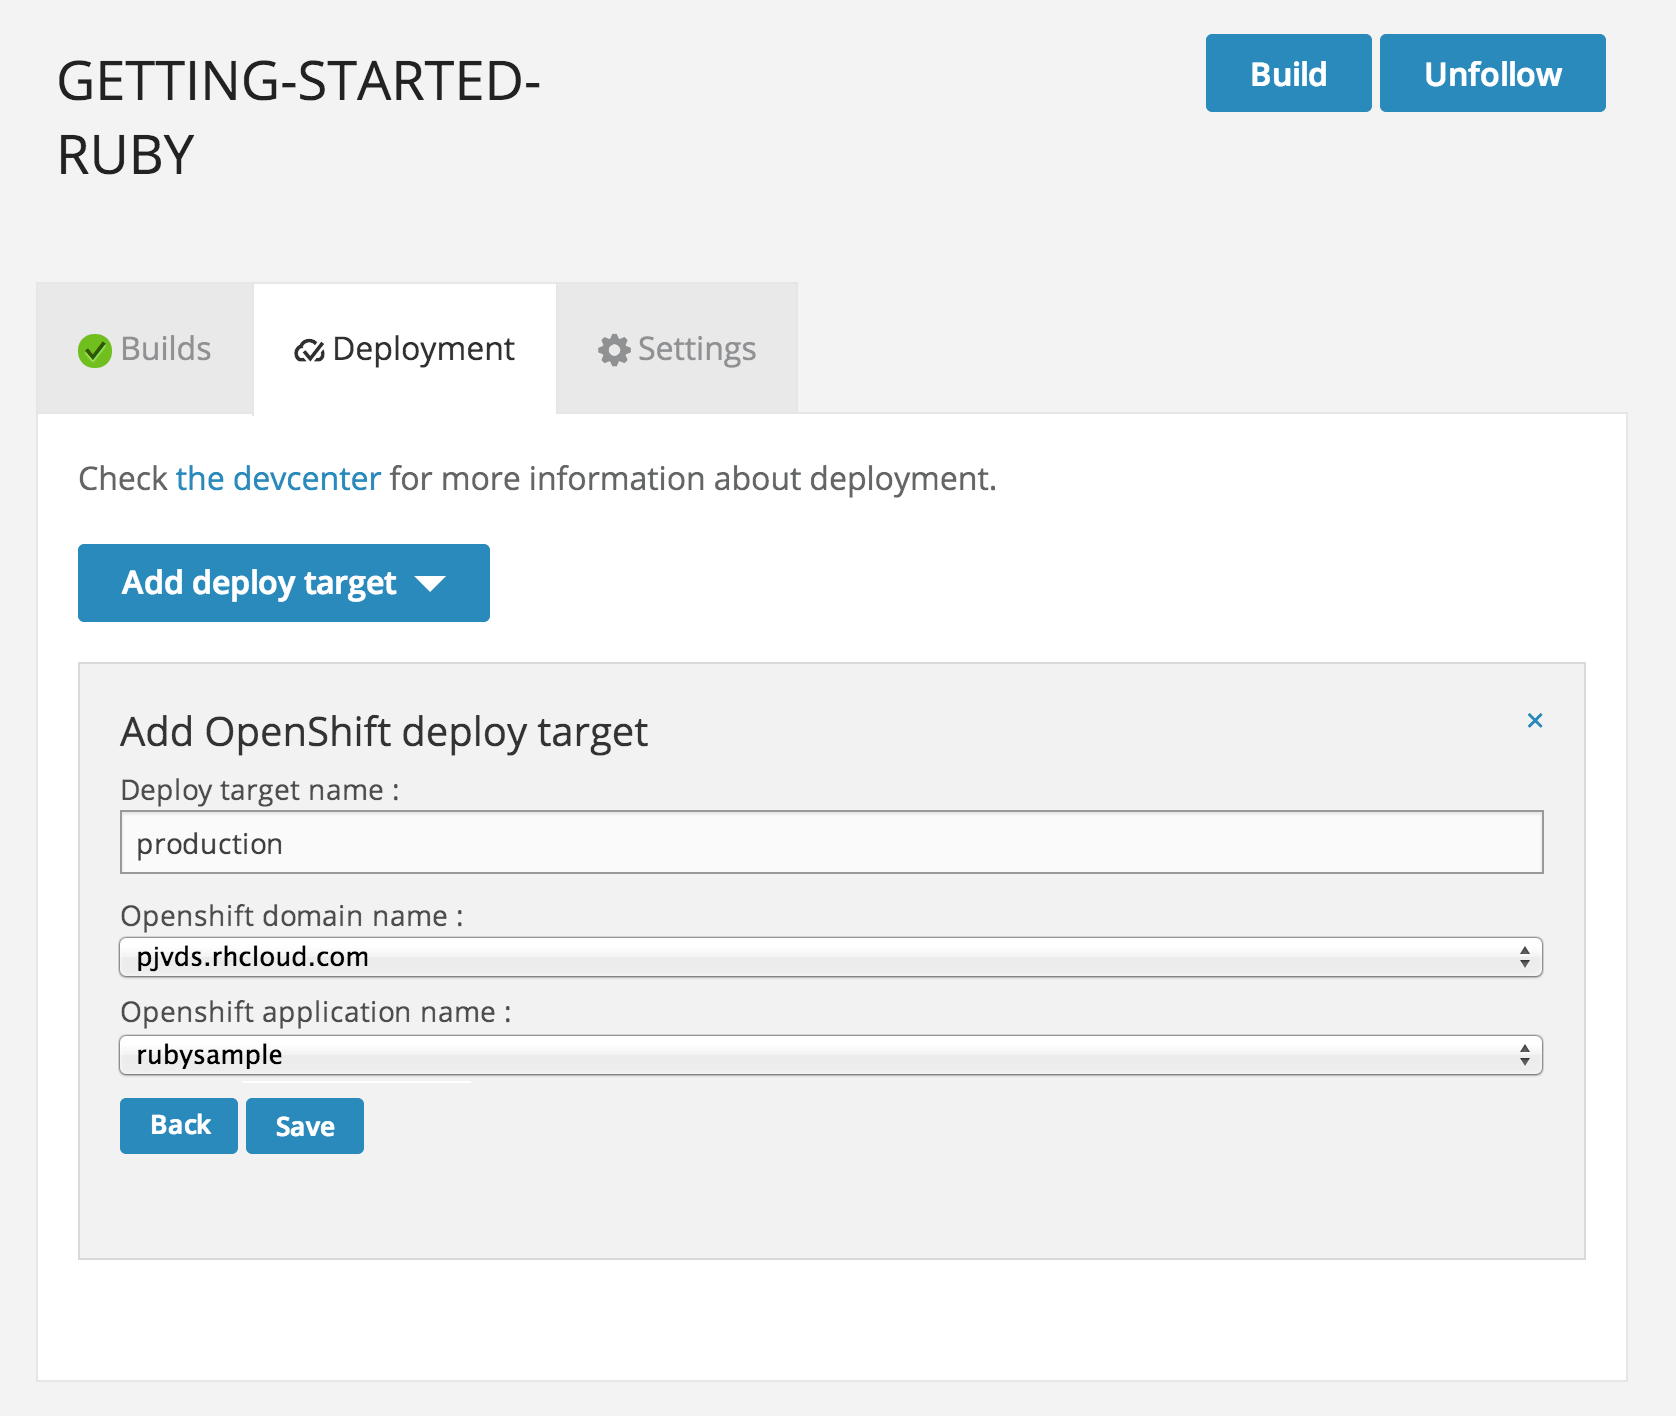 GETTING-STARTED-
RUBY
Build
Unfollow
Builds
Deployment
Settings
Check the devcenter for more information about deployment.
Add deploy target
Add OpenShift deploy target
×
Deploy target name :
production
Openshift domain name :
pjvds.rhcloud.com
Openshift application name :
rubysample
Back
Save